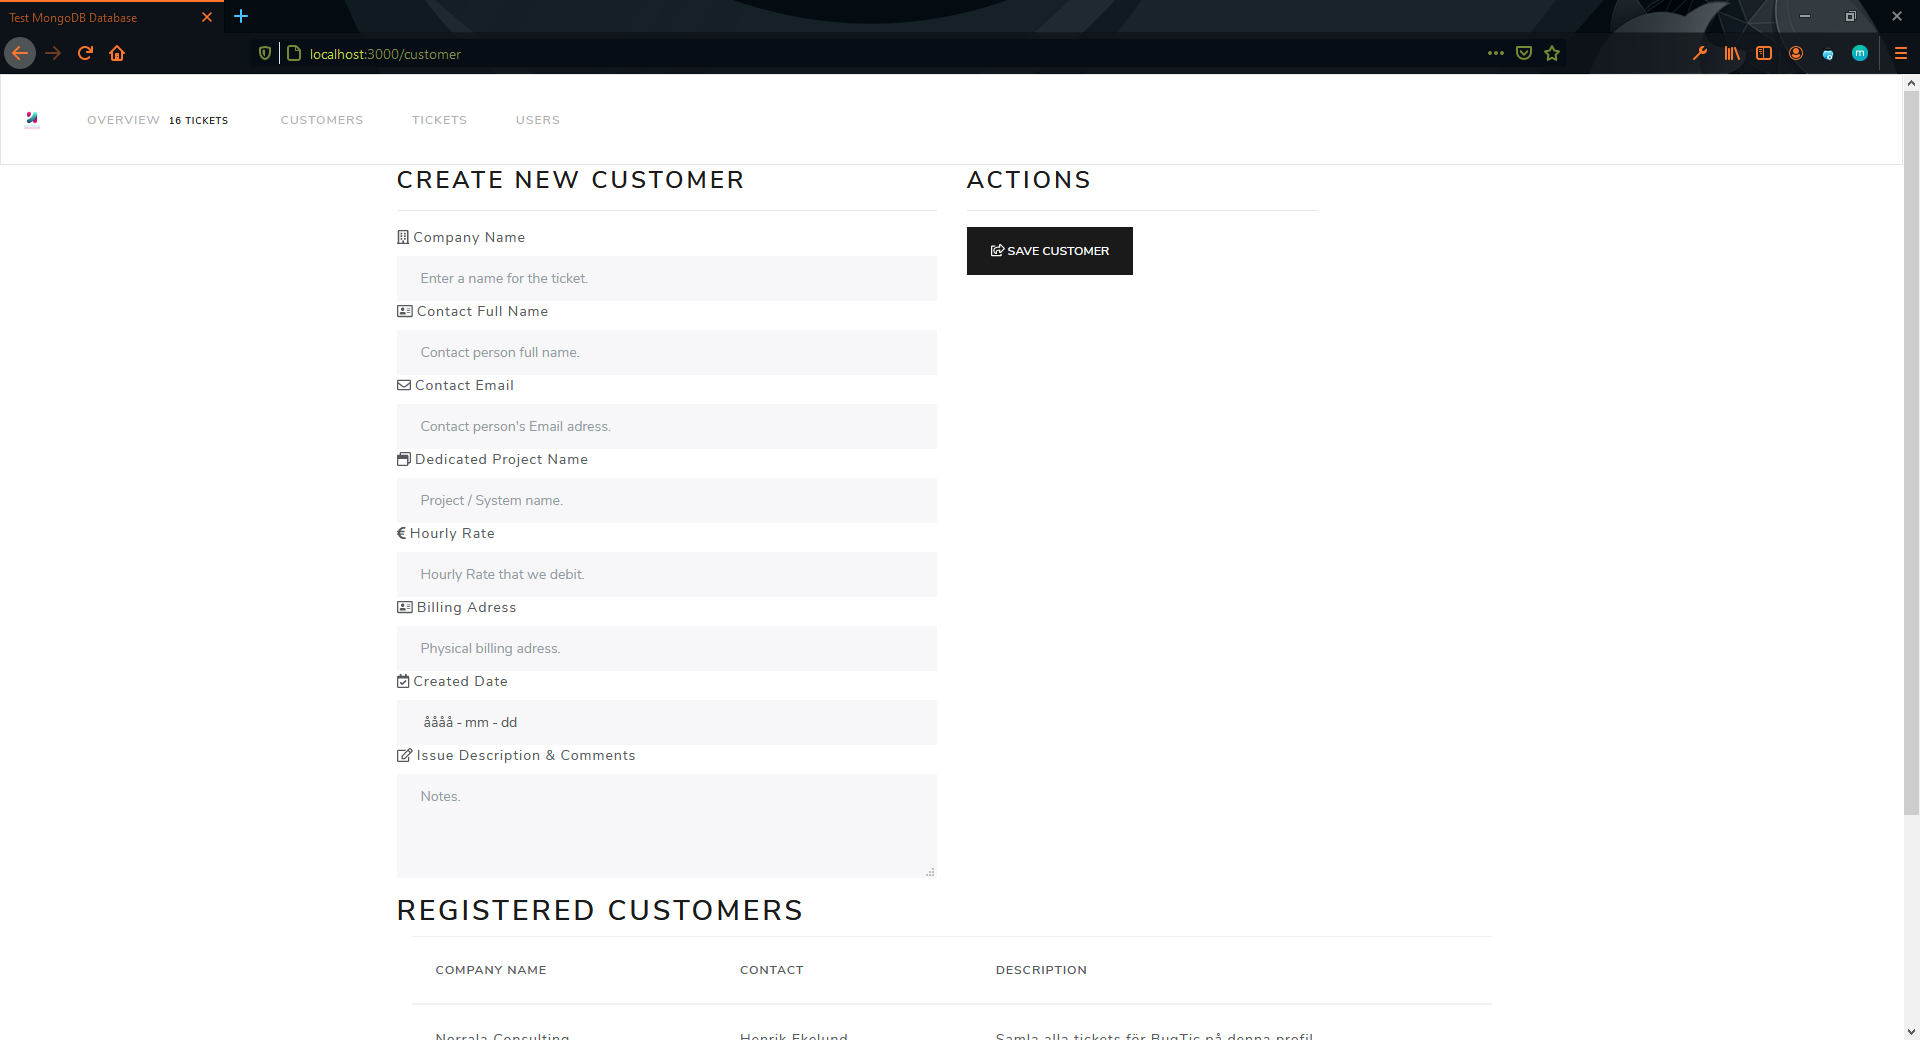 Test MongoDB Database
localhost:3000/customer
OVERVIEW 16 TICKETS CUSTOMERS TICKETS USERS
CREATE NEW CUSTOMER
Company Name
Enter a name for the ticket.
Contact Full Name
Contact person full name.
Contact Email
Contact person's Email adress.
Dedicated Project Name
Project / System name.
€ Hourly Rate
Hourly Rate that we debit.
Billing Adress
Physical billing adress.
Created Date
åååå - mm - dd
Issue Description & Comments
Notes.
ACTIONS
SAVE CUSTOMER
REGISTERED CUSTOMERS
COMPANY NAME CONTACT DESCRIPTION
Norrala Consulting Henrik Ekelund Samla alla tickets för BugTic på denna profil